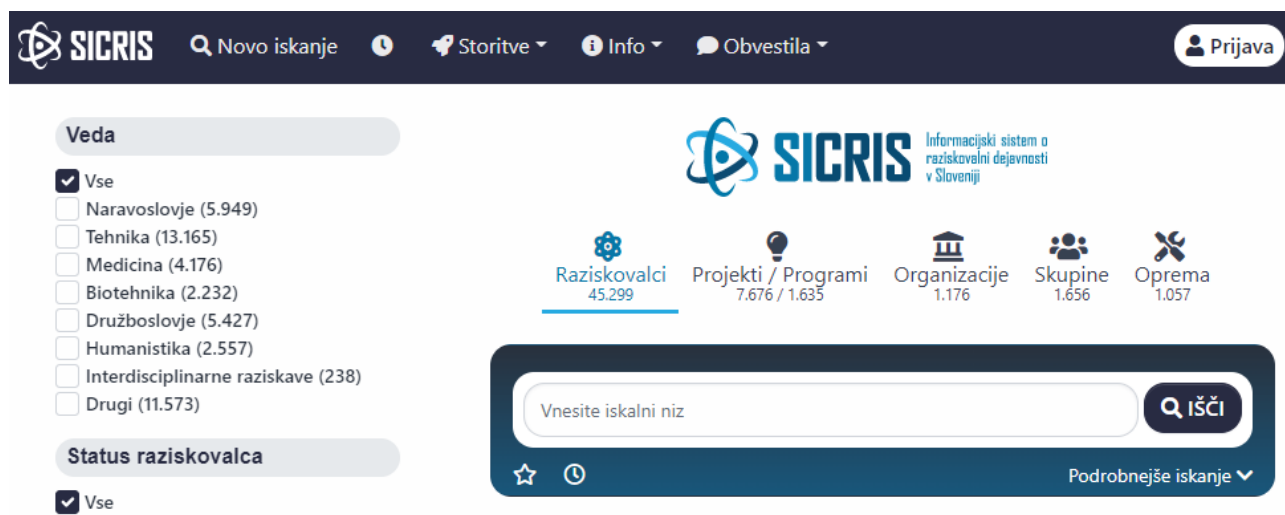 SICRIS Novo iskanje Storitve Info Obvestila Prijava
Veda
Vse
Naravoslovje (5.949)
Tehnika (13.165)
Medicina (4.176)
Biotehnika (2.232)
Družboslovje (5.427)
Humanistika (2.557)
Interdisciplinarne raziskave (238)
Drugi (11.573)
Status raziskovalca
Vse
SICRIS
Informacijski sistem o
raziskovalni dejavnosti
v Sloveniji
Raziskovalci Projekti / Programi Organizacije Skupine Oprema
45.299 7.676 / 1.635 1.176 1.656 1.057
Vnesite iskalni niz IŠČI
Podrobnejše iskanje